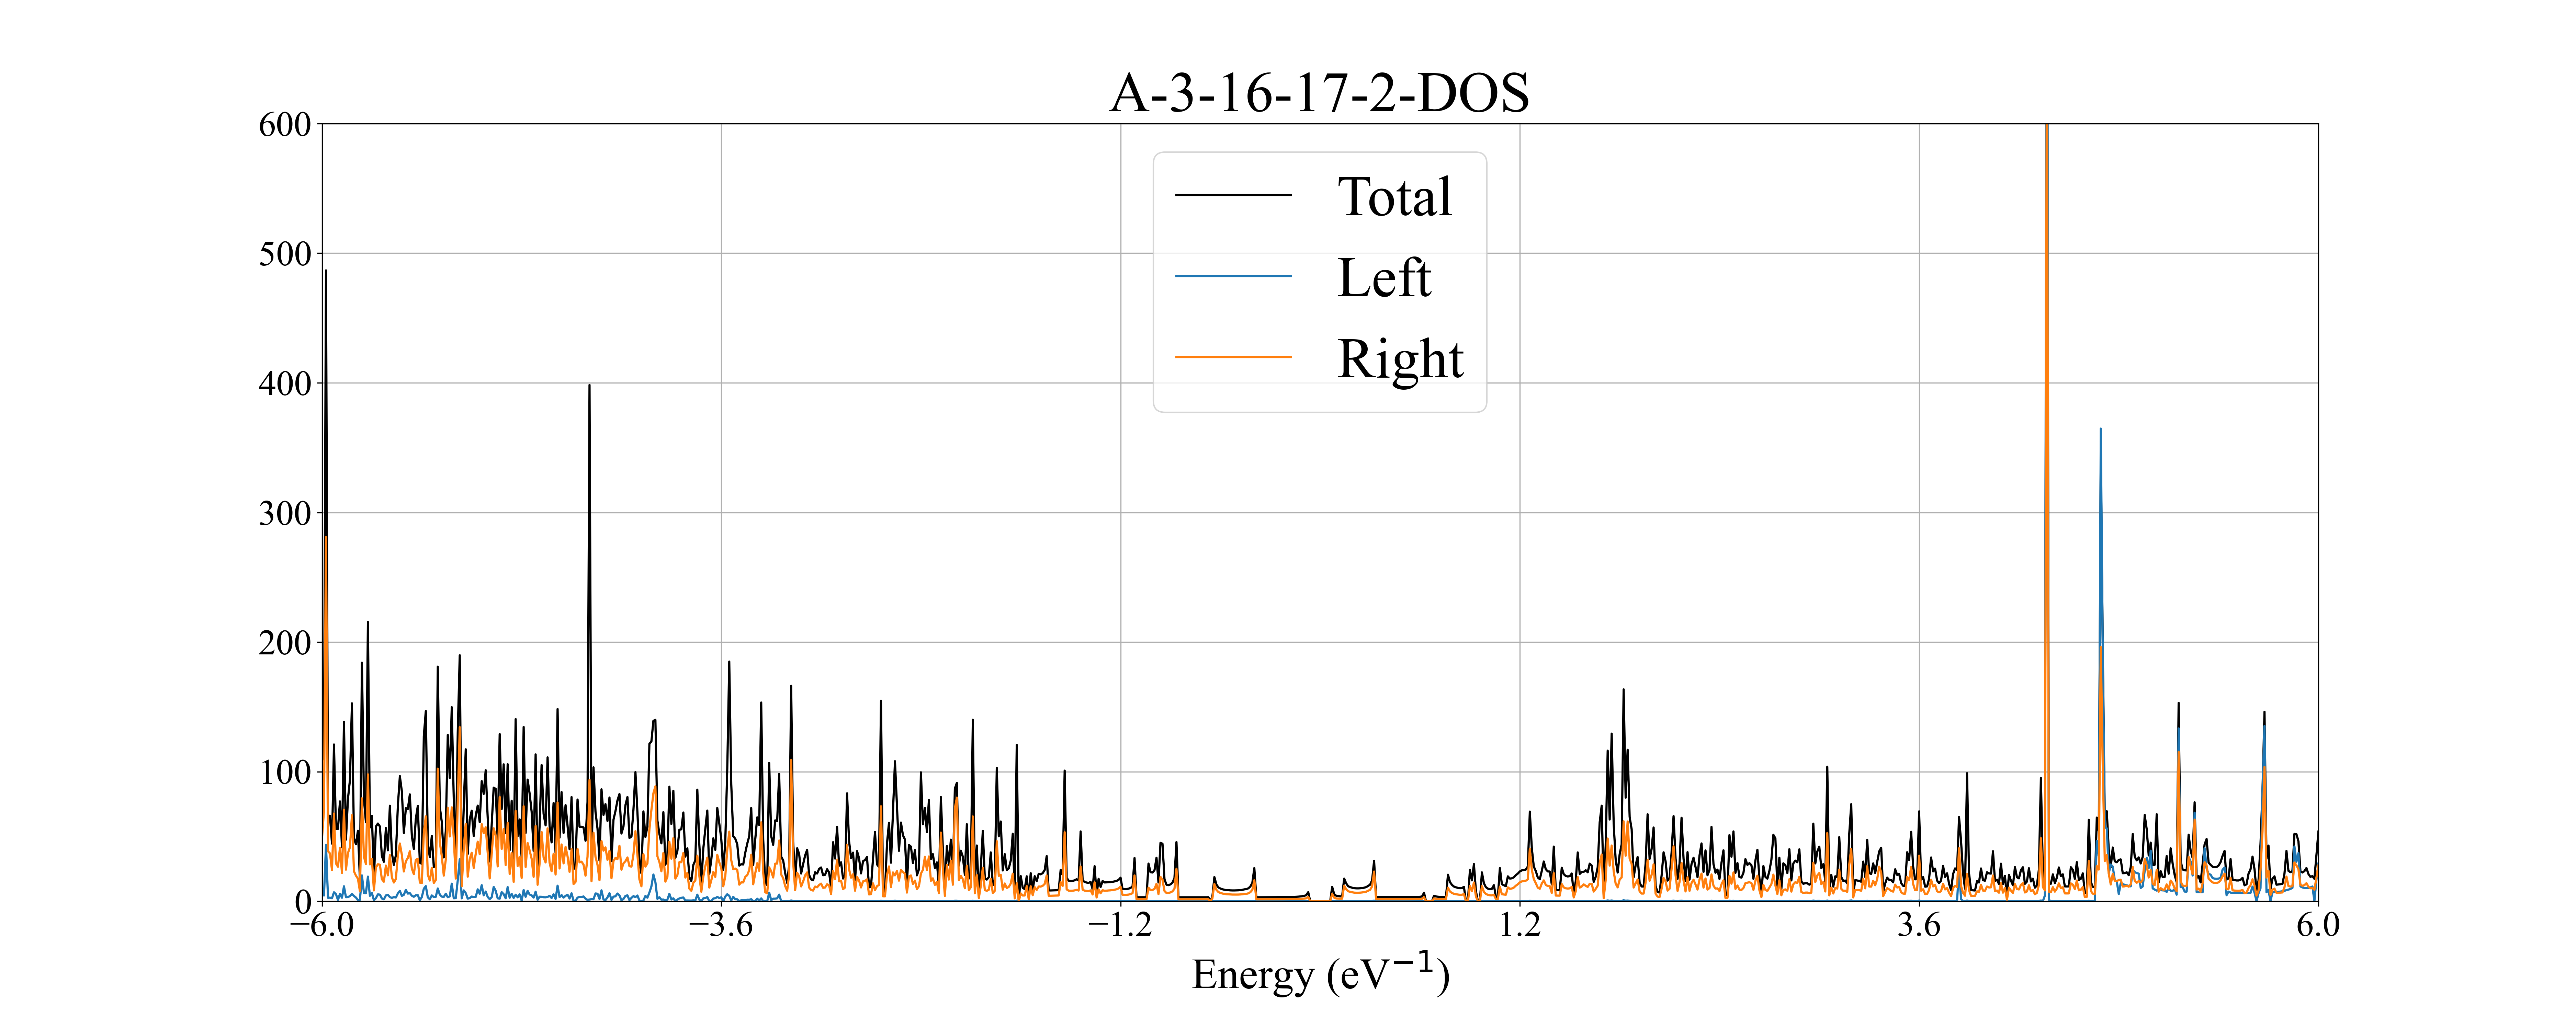 A-3-16-17-2-DOS
600
500
400
300
200
100
0
Total
Left
Right
−6.0 −3.6 −1.2 1.2 3.6 6.0
Energy (eV⁻¹)